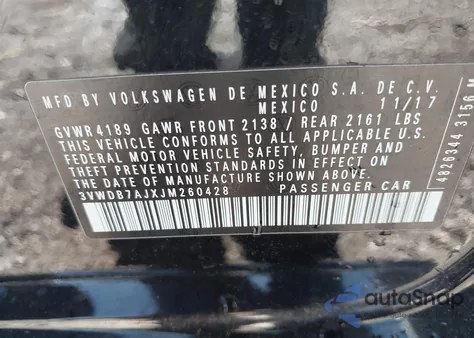 MFD BY VOLKSWAGEN DE MEXICO S.A. DE C.V.
MEXICO 11/17
GVWR 4189 GAWR FRONT 2138 / REAR 2161 LBS
THIS VEHICLE CONFORMS TO ALL APPLICABLE U.S.
FEDERAL MOTOR VEHICLE SAFETY, BUMPER AND
THEFT PREVENTION STANDARDS IN EFFECT ON
THE DATE OF MANUFACTURE SHOWN ABOVE.
3VWDB7AJXJM260428 PASSENGER CAR
4826344 3156 M
autoSnap